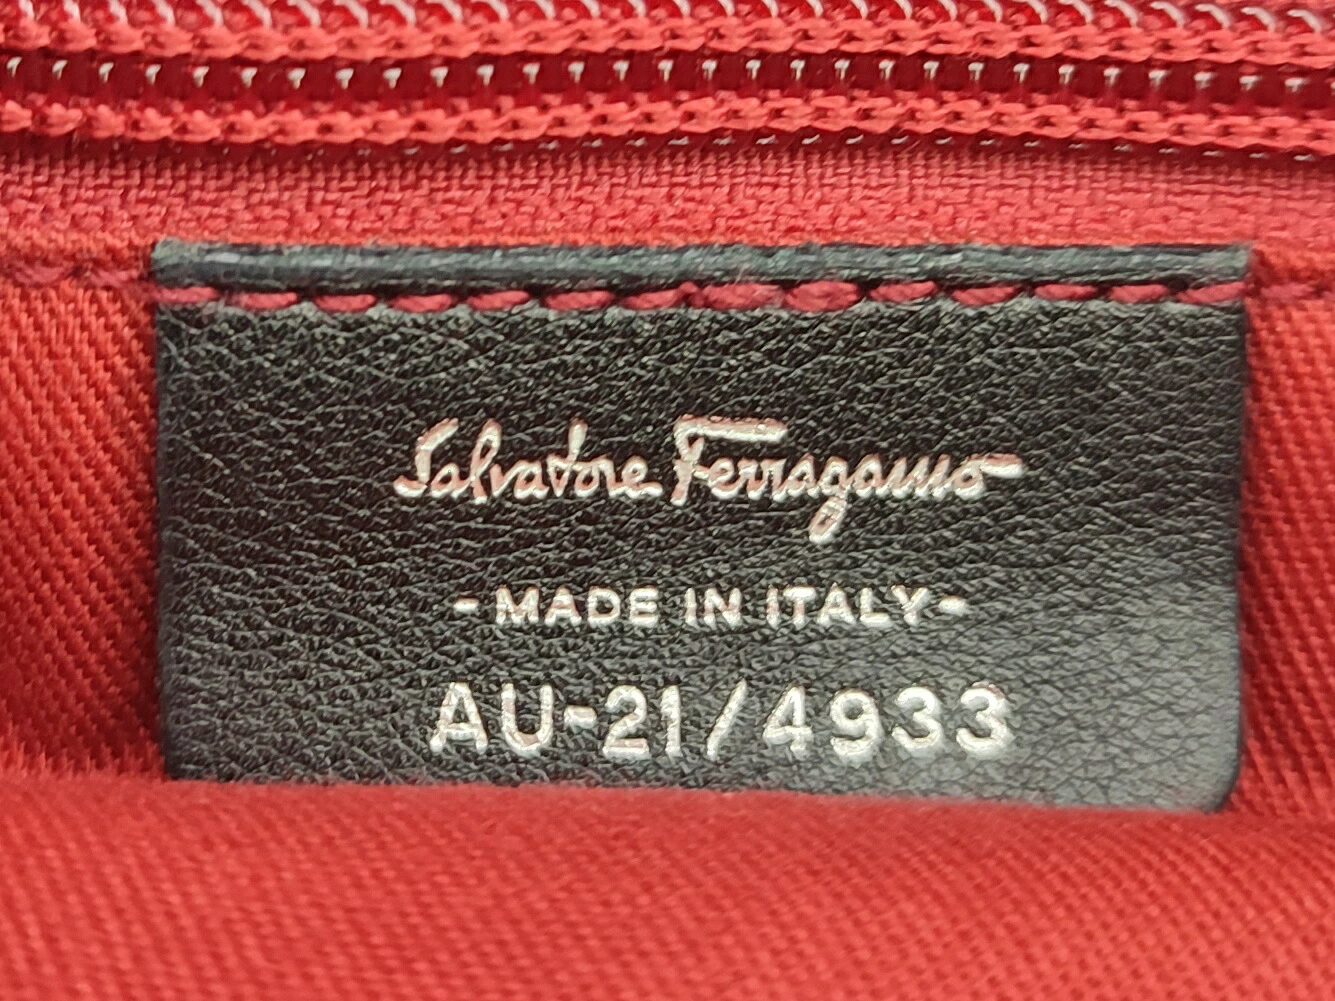 Salvatore Ferragamo
-MADE IN ITALY-
AU-21/4933